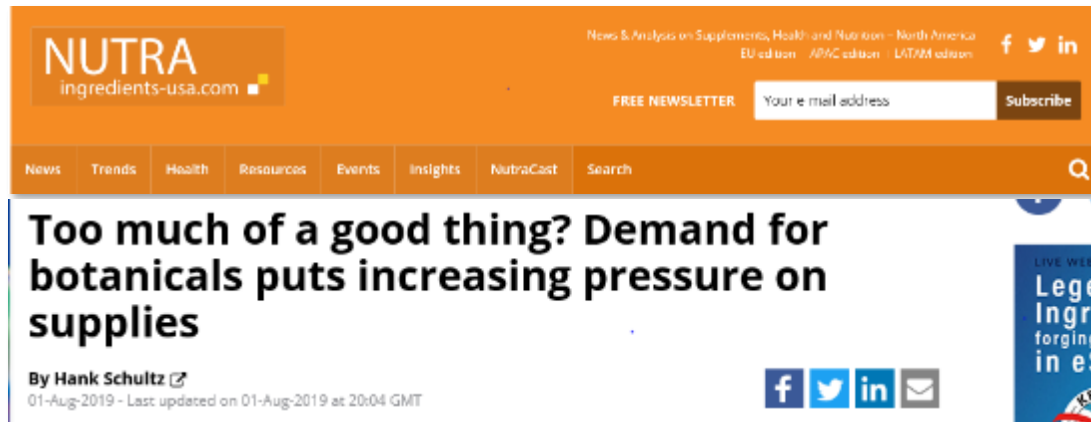 NUTRA
ingredients-usa.com
News & Analysis on Supplements, Health and Nutrition - North America
EU edition | APAC edition | LATAM edition
FREE NEWSLETTER
Your e-mail address
Subscribe
News
Trends
Health
Resources
Events
Insights
NutraCast
Search
Too much of a good thing? Demand for
botanicals puts increasing pressure on
supplies
By Hank Schultz
01-Aug-2019 - Last updated on 01-Aug-2019 at 20:04 GMT
LIVE
forging